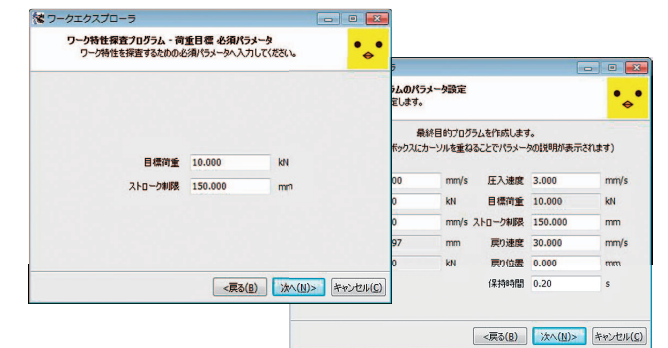 ワークエクスプローラ
ワーク特性探査プログラム - 荷重目標 必須パラメータ
ワーク特性を探査するための必須パラメータへ入力してください。
目標荷重 10.000 kN
ストローク制限 150.000 mm
<戻る(B) 次へ(N)> キャンセル(C)
ラムのパラメータ設定
定します。
最終目的プログラムを作成します。
ボックスにカーソルを重ねることでパラメータの説明が表示されます)
00 mm/s 圧入速度 3.000 mm/s
0 kN 目標荷重 10.000 kN
0 mm/s ストローク制限 150.000 mm
97 mm 戻り速度 30.000 mm/s
0 kN 戻り位置 0.000 mm
保持時間 0.20 s
<戻る(B) 次へ(N)> キャンセル(C)